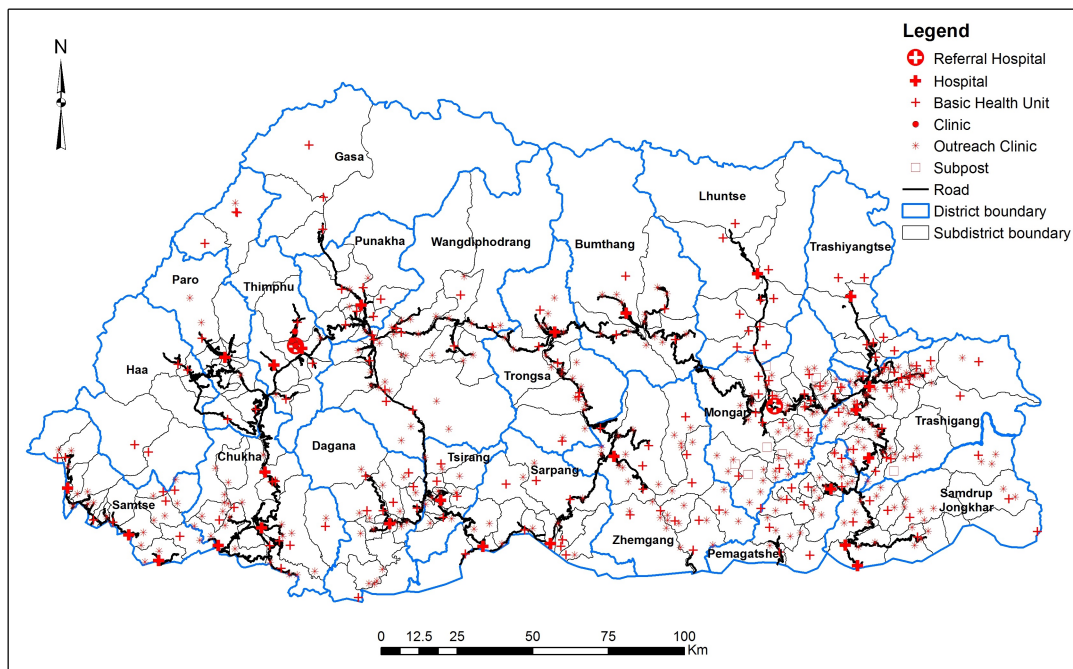 Legend
N
Referral Hospital
Hospital
Basic Health Unit
Clinic
Outreach Clinic
Subpost
Road
District boundary
Subdistrict boundary
Gasa
Lhuntse
Punakha
Wangdiphodrang
Bumthang
Trashiyangtse
Paro
Thimphu
Haa
Trongsa
Mongar
Trashigang
Dagana
Chukha
Tsirang
Sarpang
Samtse
Samdrup
Jongkhar
Zhemgang
Pemagatshel
0 12.5 25 50 75 100
Km